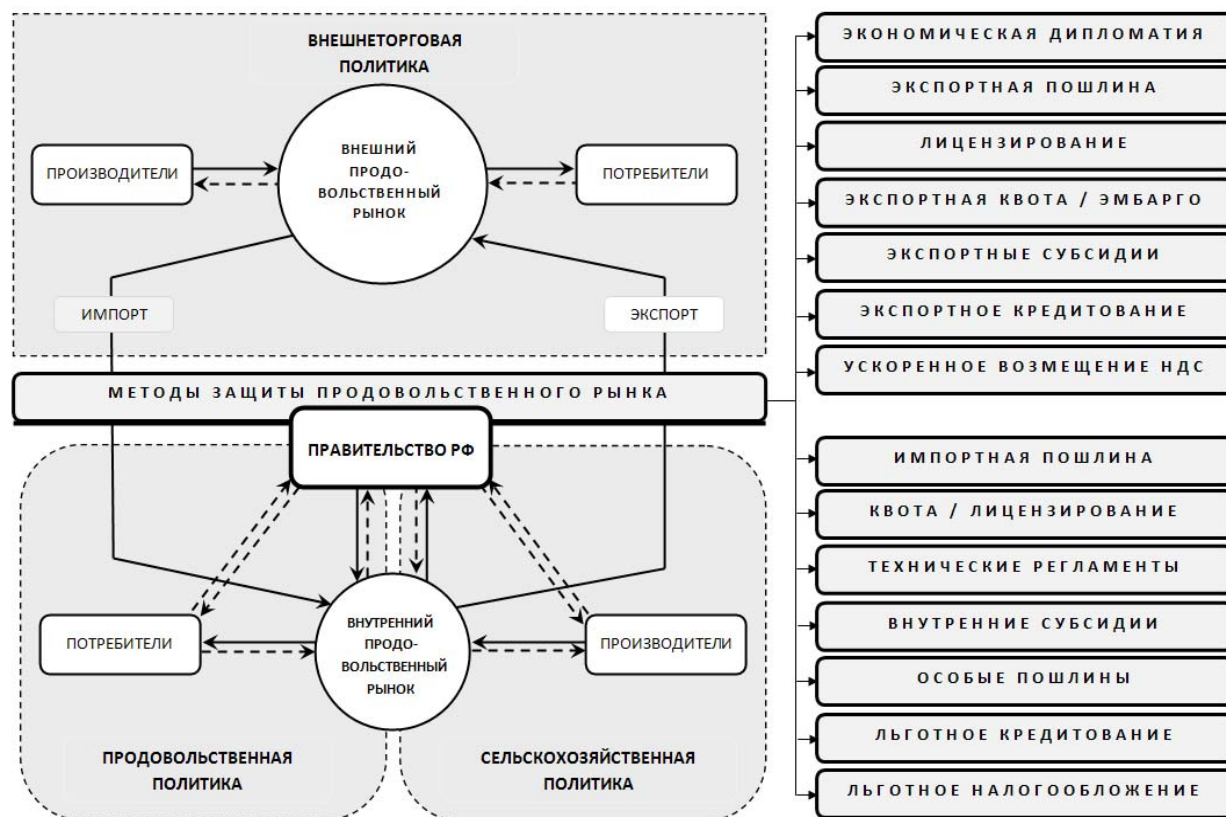 ВНЕШНЕТОРГОВАЯ
ПОЛИТИКА
ПРОИЗВОДИТЕЛИ
ВНЕШНИЙ
ПРОДО-
ВОЛЬСТВЕННЫЙ
РЫНОК
ПОТРЕБИТЕЛИ
ИМПОРТ
ЭКСПОРТ
МЕТОДЫ ЗАЩИТЫ ПРОДОВОЛЬСТВЕННОГО РЫНКА
ПРАВИТЕЛЬСТВО РФ
ПОТРЕБИТЕЛИ
ВНУТРЕННИЙ
ПРОДО-
ВОЛЬСТВЕННЫЙ
РЫНОК
ПРОИЗВОДИТЕЛИ
ПРОДОВОЛЬСТВЕННАЯ
ПОЛИТИКА
СЕЛЬСКОХОЗЯЙСТВЕННАЯ
ПОЛИТИКА
ЭКОНОМИЧЕСКАЯ ДИПЛОМАТИЯ
ЭКСПОРТНАЯ ПОШЛИНА
ЛИЦЕНЗИРОВАНИЕ
ЭКСПОРТНАЯ КВОТА / ЭМБАРГО
ЭКСПОРТНЫЕ СУБСИДИИ
ЭКСПОРТНОЕ КРЕДИТОВАНИЕ
УСКОРЕННОЕ ВОЗМЕЩЕНИЕ НДС
ИМПОРТНАЯ ПОШЛИНА
КВОТА / ЛИЦЕНЗИРОВАНИЕ
ТЕХНИЧЕСКИЕ РЕГЛАМЕНТЫ
ВНУТРЕННИЕ СУБСИДИИ
ОСОБЫЕ ПОШЛИНЫ
ЛЬГОТНОЕ КРЕДИТОВАНИЕ
ЛЬГОТНОЕ НАЛОГООБЛОЖЕНИЕ